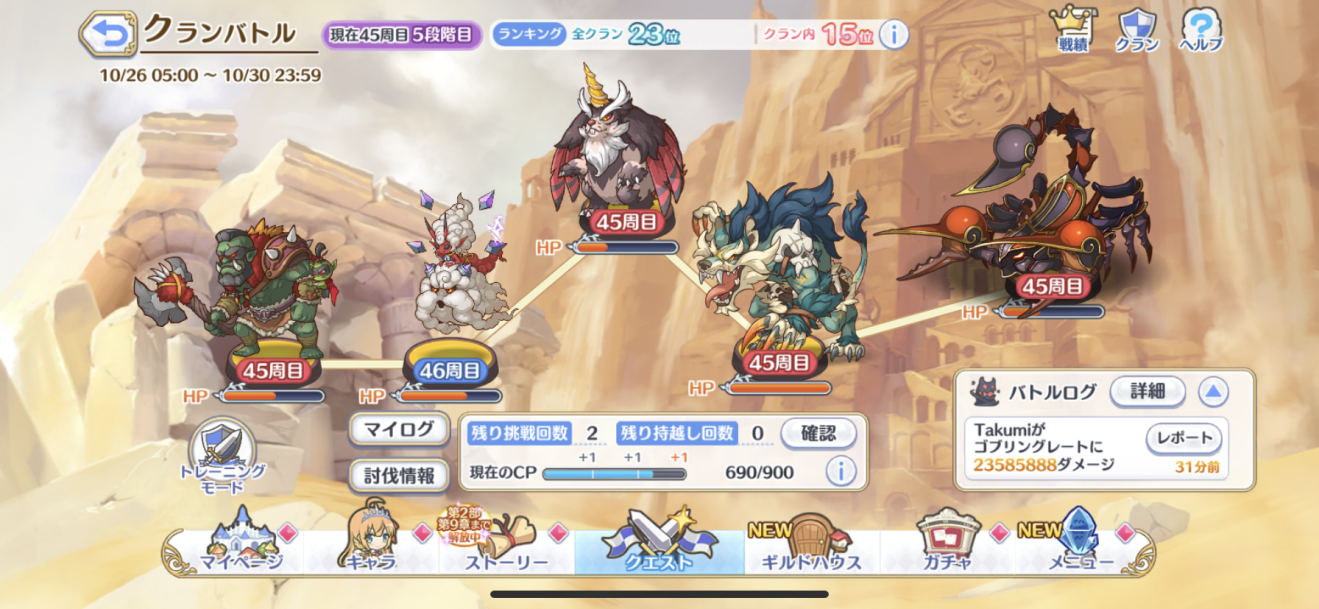 クランバトル
現在45周目 5段階目
ランキング 全クラン 23位 クラン内 15位
戦績
クラン
ヘルプ
10/26 05:00 ～ 10/30 23:59
45周目
HP
45周目
HP
45周目
HP
46周目
HP
45周目
HP
バトルログ
詳細
Takumiが
ゴブリングレートに
23585888ダメージ
レポート
31分前
トレーニング
モード
マイログ
討伐情報
残り挑戦回数 2 残り持越し回数 0 確認
+1 +1 +1
現在のCP 690/900
マイページ
キャラ
第2部
第9章まで
解放中
ストーリー
クエスト
NEW
ギルドハウス
ガチャ
NEW
メニュー